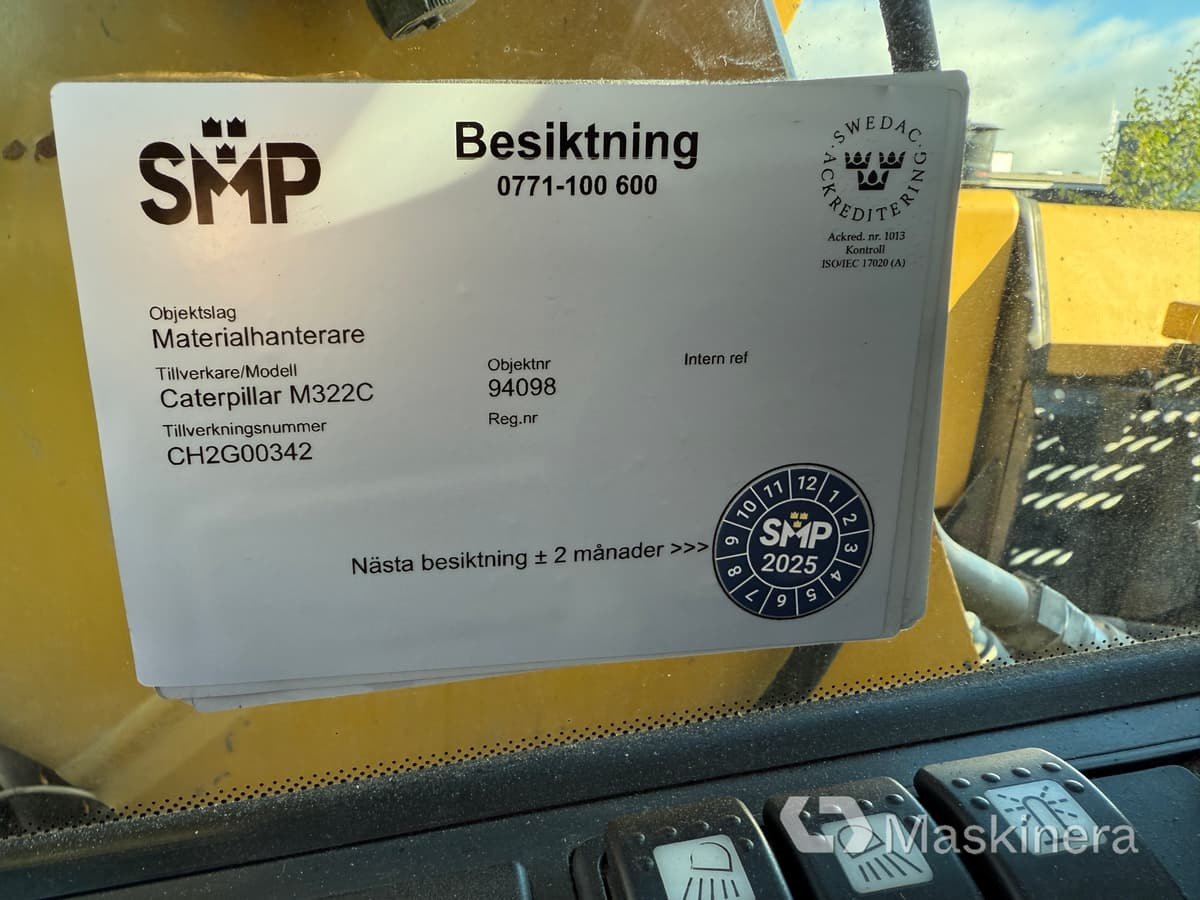 SMP
Besiktning
0771-100 600
SWEDAC
ACKREDITERING
Ackred. nr. 1013
Kontroll
ISO/IEC 17020 (A)
Objektslag
Materialhanterare
Tillverkare/Modell
Caterpillar M322C
Tillverkningsnummer
CH2G00342
Objektnr
94098
Reg.nr
Intern ref
Nästa besiktning ± 2 månader >>>
12 1 2 3 4 5 6 7 8 9 10 11
SMP
2025
Maskinera